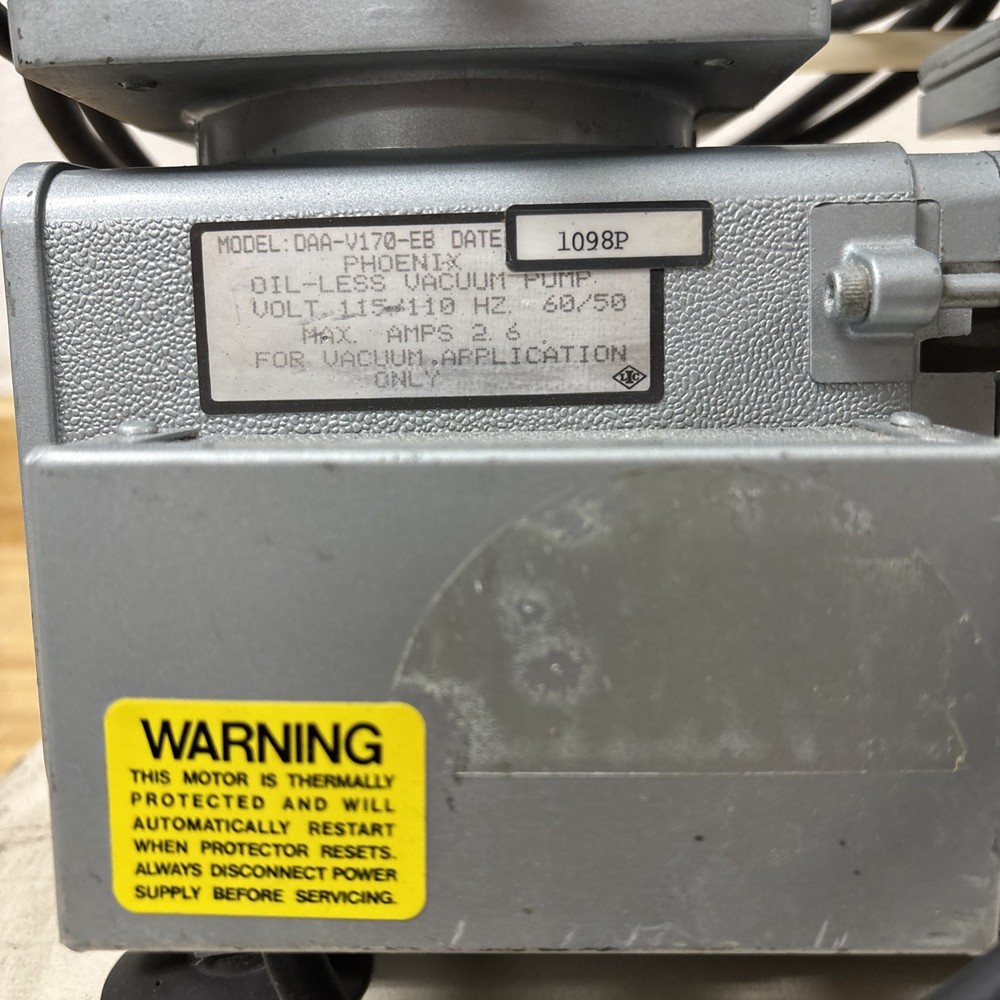 MODEL: DAA-V170-EB DATE 1098P
PHOENIX
OIL-LESS VACUUM PUMP
VOLT. 115/110 HZ. 60/50
MAX. AMPS 2.6
FOR VACUUM APPLICATION
ONLY
WARNING
THIS MOTOR IS THERMALLY
PROTECTED AND WILL
AUTOMATICALLY RESTART
WHEN PROTECTOR RESETS.
ALWAYS DISCONNECT POWER
SUPPLY BEFORE SERVICING.